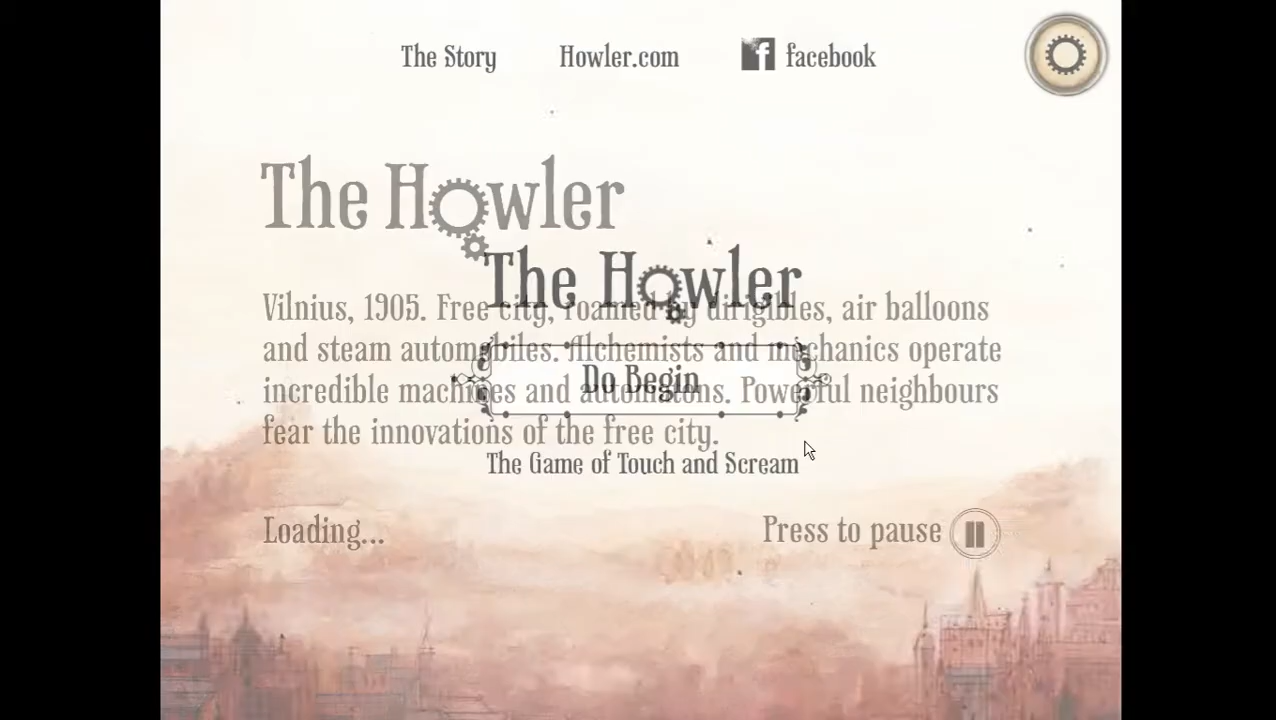 The Story
Howler.com
facebook
The Howler
The Howler
Vilnius, 1905. Free city, roamed by dirigibles, air balloons
and steam automobiles. Alchemists and mechanics operate
incredible machines and automatons. Powerful neighbours
fear the innovations of the free city.
Do Begin
The Game of Touch and Scream
Loading...
Press to pause